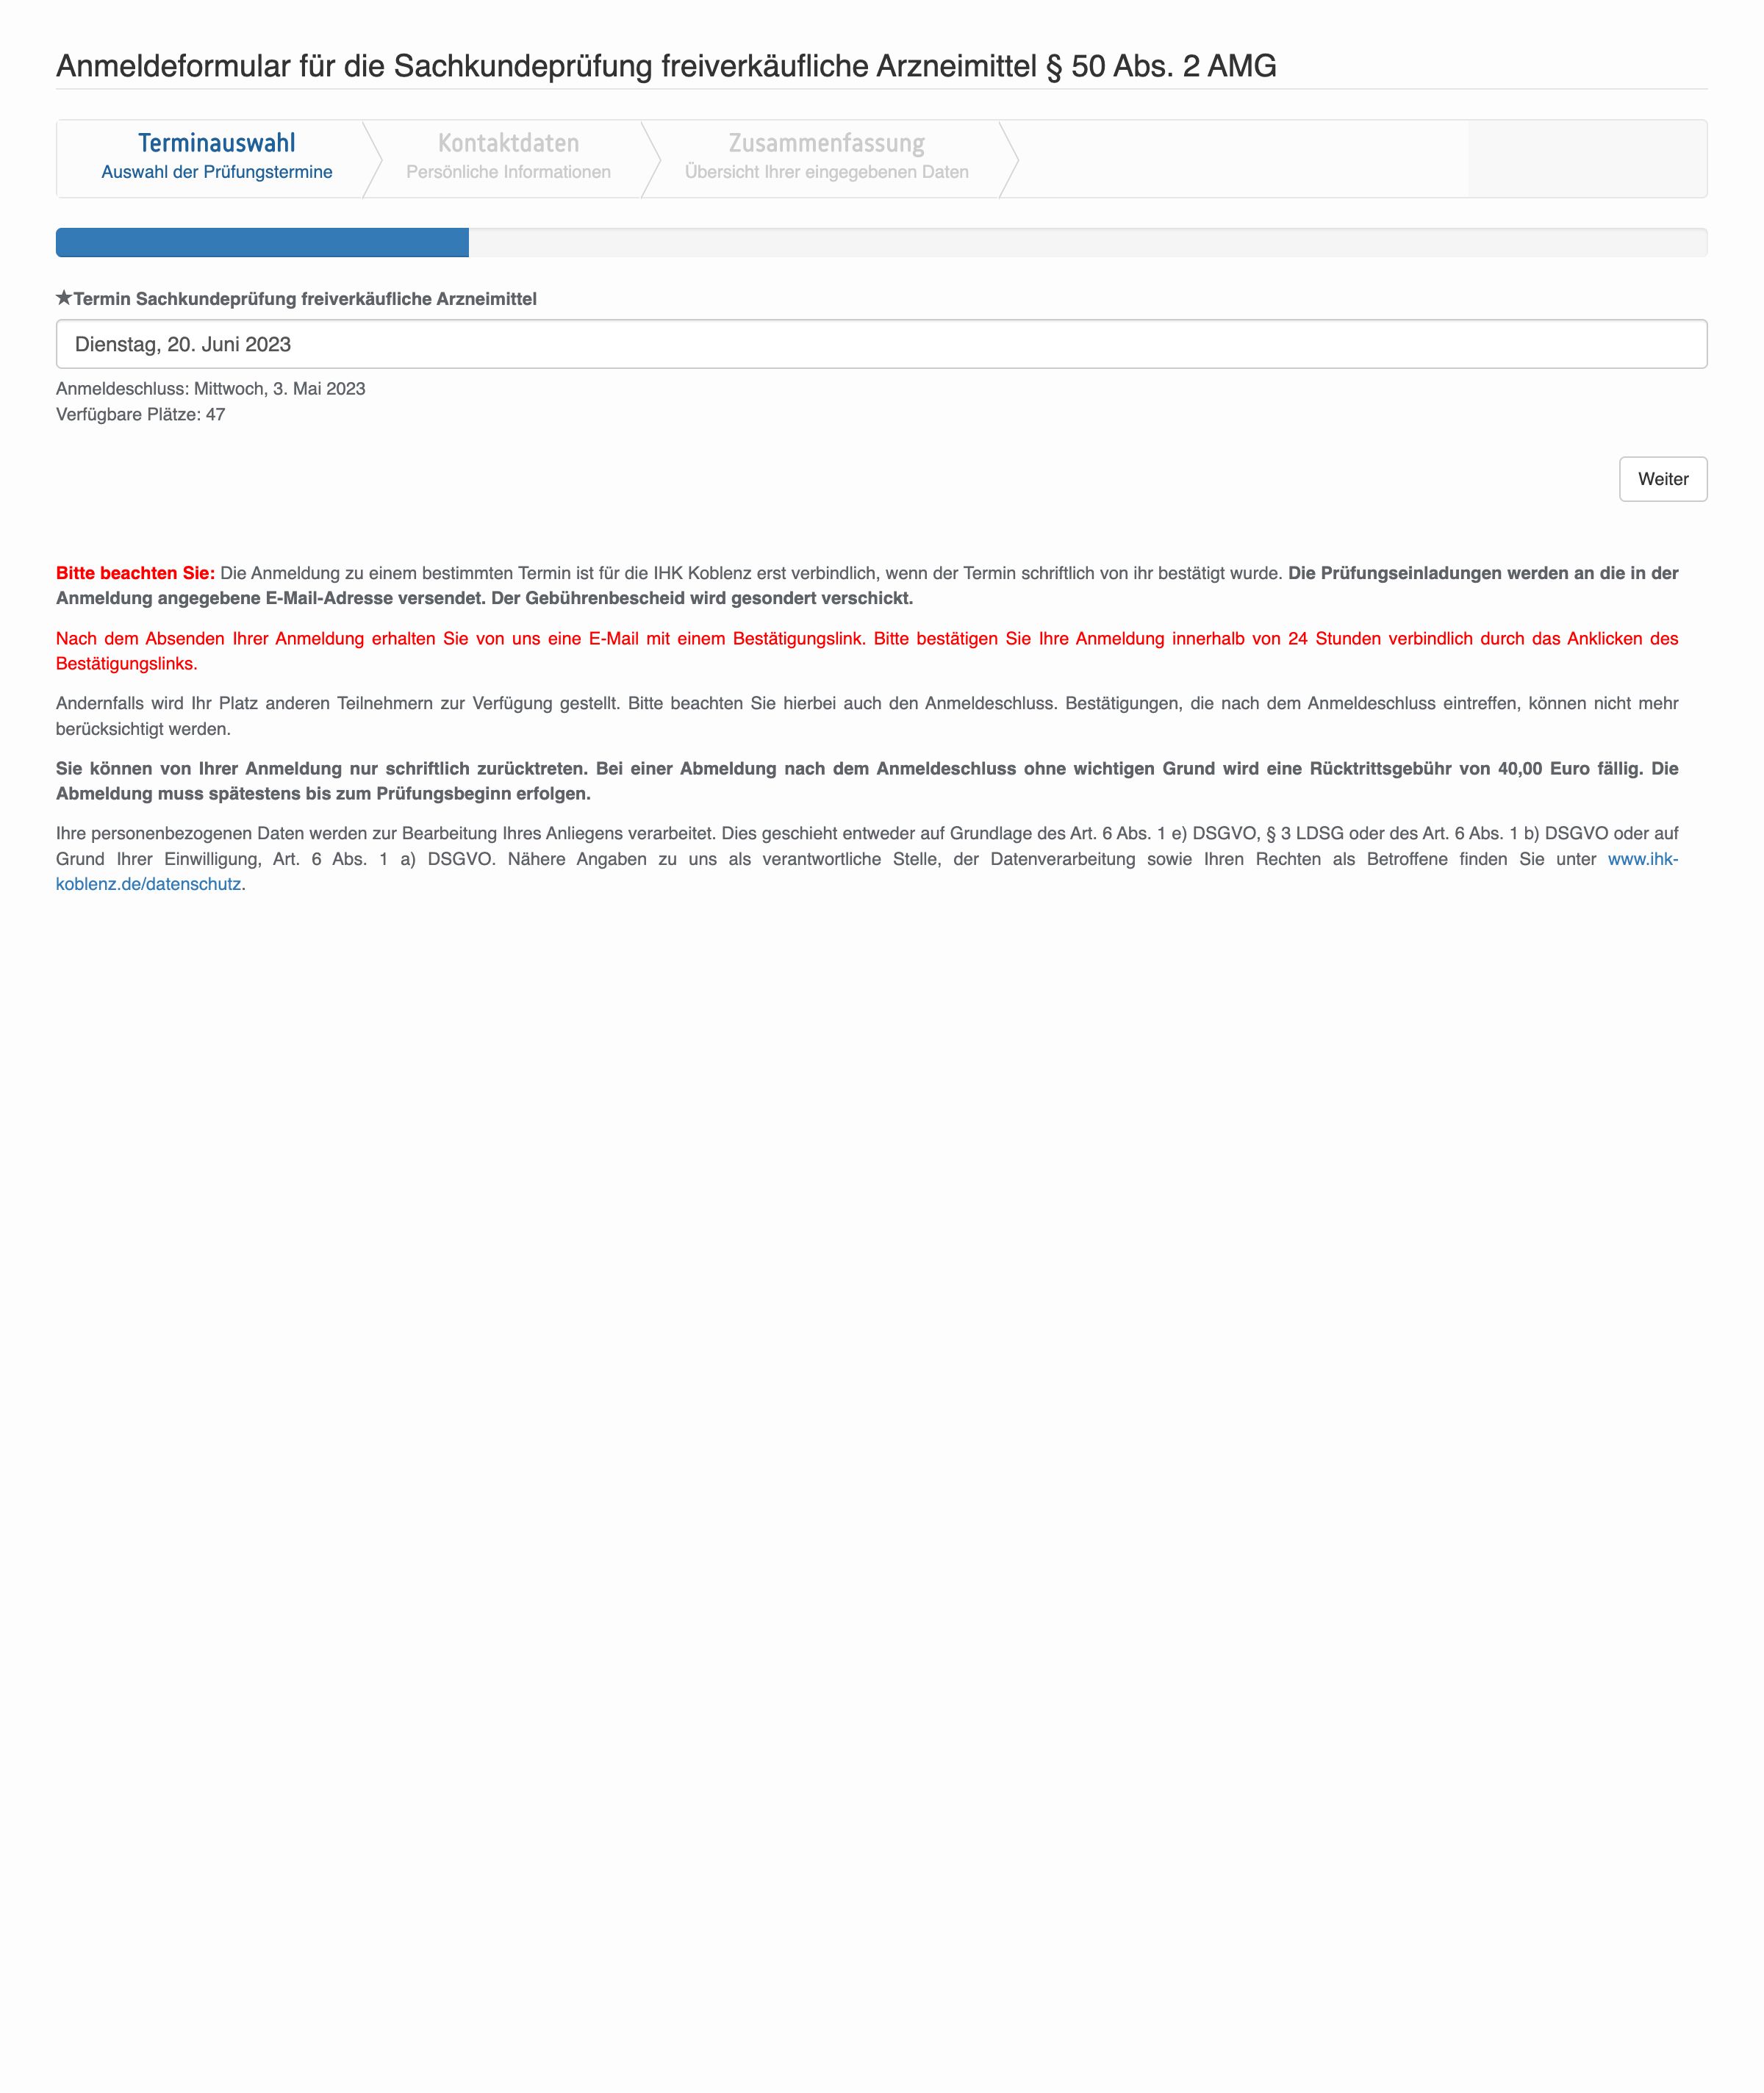 Anmeldeformular für die Sachkundeprüfung freiverkäufliche Arzneimittel § 50 Abs. 2 AMG
Terminauswahl
Auswahl der Prüfungstermine
Kontaktdaten
Persönliche Informationen
Zusammenfassung
Übersicht Ihrer eingegebenen Daten
★Termin Sachkundeprüfung freiverkäufliche Arzneimittel
Dienstag, 20. Juni 2023
Anmeldeschluss: Mittwoch, 3. Mai 2023
Verfügbare Plätze: 47
Weiter
Bitte beachten Sie: Die Anmeldung zu einem bestimmten Termin ist für die IHK Koblenz erst verbindlich, wenn der Termin schriftlich von ihr bestätigt wurde. Die Prüfungseinladungen werden an die in der
Anmeldung angegebene E-Mail-Adresse versendet. Der Gebührenbescheid wird gesondert verschickt.
Nach dem Absenden Ihrer Anmeldung erhalten Sie von uns eine E-Mail mit einem Bestätigungslink. Bitte bestätigen Sie Ihre Anmeldung innerhalb von 24 Stunden verbindlich durch das Anklicken des
Bestätigungslinks.
Andernfalls wird Ihr Platz anderen Teilnehmern zur Verfügung gestellt. Bitte beachten Sie hierbei auch den Anmeldeschluss. Bestätigungen, die nach dem Anmeldeschluss eintreffen, können nicht mehr
berücksichtigt werden.
Sie können von Ihrer Anmeldung nur schriftlich zurücktreten. Bei einer Abmeldung nach dem Anmeldeschluss ohne wichtigen Grund wird eine Rücktrittsgebühr von 40,00 Euro fällig. Die
Abmeldung muss spätestens bis zum Prüfungsbeginn erfolgen.
Ihre personenbezogenen Daten werden zur Bearbeitung Ihres Anliegens verarbeitet. Dies geschieht entweder auf Grundlage des Art. 6 Abs. 1 e) DSGVO, § 3 LDSG oder des Art. 6 Abs. 1 b) DSGVO oder auf
Grund Ihrer Einwilligung, Art. 6 Abs. 1 a) DSGVO. Nähere Angaben zu uns als verantwortliche Stelle, der Datenverarbeitung sowie Ihren Rechten als Betroffene finden Sie unter www.ihk-
koblenz.de/datenschutz.